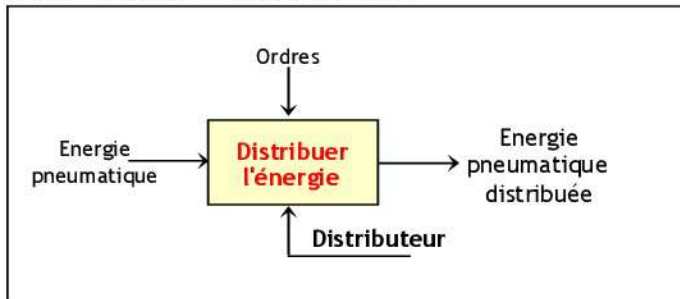 Ordres
Energie
pneumatique
Distribuer
l'énergie
Energie
pneumatique
distribuée
Distributeur